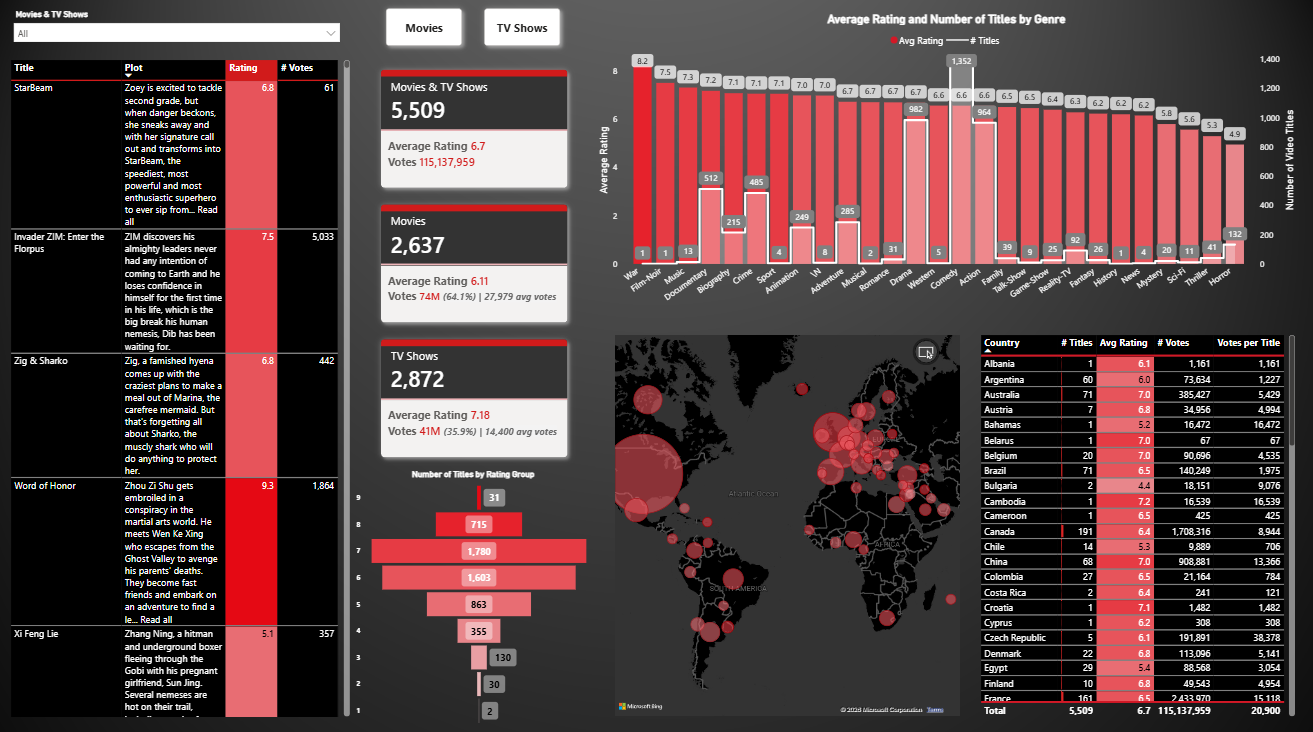 Movies & TV Shows
All
Title Plot Rating # Votes
StarBeam Zoey is excited to tackle 6.8 61
second grade, but
when danger beckons,
she sneaks away and
with her signature call
out and transforms into
StarBeam, the
speediest, most
powerful and most
enthusiastic superhero
to ever sip from... Read
all
Invader ZIM: Enter the ZIM discovers his 7.5 5,033
Florpus almighty leaders never
had any intention of
coming to Earth and he
loses confidence in
himself for the first time
in his life, which is the
big break his human
nemesis, Dib has been
waiting for.
Zig & Sharko Zig, a famished hyena 6.8 442
comes up with the
craziest plans to make a
meal out of Marina, the
carefree mermaid. But
that's forgetting all
about Sharko, the
muscly shark who will
do anything to protect
her.
Word of Honor Zhou Zi Shu gets 9.3 1,864
embroiled in a
conspiracy in the
martial arts world. He
meets Wen Ke Xing
who escapes from the
Ghost Valley to avenge
his parents' deaths.
They become fast
friends and embark on
an adventure to find a
le... Read all
Xi Feng Lie Zhang Ning, a hitman 5.1 357
and underground boxer
fleeing through the
Gobi with his pregnant
girlfriend, Sun Jing.
Several nemeses are
hot on their trail,
Movies
TV Shows
Movies & TV Shows
5,509
Average Rating 6.7
Votes 115,137,959
Movies
2,637
Average Rating 6.11
Votes 74M (64.1%) | 27,979 avg votes
TV Shows
2,872
Average Rating 7.18
Votes 41M (35.9%) | 14,400 avg votes
Number of Titles by Rating Group
9 31
8 715
7 1,780
6 1,603
5 863
4 355
3 130
2 30
1 2
Average Rating and Number of Titles by Genre
Avg Rating # Titles
Average Rating
8
6
4
2
0
8.2 7.5 7.3 7.2 7.1 7.1 7.1 7.0 7.0 6.7 6.7 6.7 6.7 6.6 6.6 6.6 6.5 6.5 6.4 6.3 6.2 6.2 6.2 5.8 5.6 5.3 4.9
1 1 13 512 215 485 4 249 8 285 2 31 982 5 1,352 964 39 9 25 92 26 1 4 20 11 41 132
War Film-Noir Music Documentary Biography Crime Sport Animation \N Adventure Musical Romance Drama Western Comedy Action Family Talk-Show Game-Show Reality-TV Fantasy History News Mystery Sci-Fi Thriller Horror
1,400
1,200
1,000
800
600
400
200
0
Number of Video Titles
Atlantic Ocean
EUROPE
AFRICA
SOUTH AMERICA
Microsoft Bing
Microsoft Corporation Terms
Country # Titles Avg Rating # Votes Votes per Title
Albania 1 6.1 1,161 1,161
Argentina 60 6.0 73,634 1,227
Australia 71 7.0 385,427 5,429
Austria 7 6.8 34,956 4,994
Bahamas 1 5.2 16,472 16,472
Belarus 1 7.0 67 67
Belgium 20 7.0 90,696 4,535
Brazil 71 6.5 140,249 1,975
Bulgaria 2 4.4 18,151 9,076
Cambodia 1 7.2 16,539 16,539
Cameroon 1 6.5 425 425
Canada 191 6.4 1,708,316 8,944
Chile 14 5.3 9,889 706
China 68 7.0 908,881 13,366
Colombia 27 6.5 21,164 784
Costa Rica 2 6.4 241 121
Croatia 1 7.1 1,482 1,482
Cyprus 1 6.2 308 308
Czech Republic 5 6.1 191,891 38,378
Denmark 22 6.8 113,096 5,141
Egypt 29 5.4 88,568 3,054
Finland 10 6.8 49,543 4,954
France 161 6.5 2,433,970 15,118
Total 5,509 6.7 115,137,959 20,900